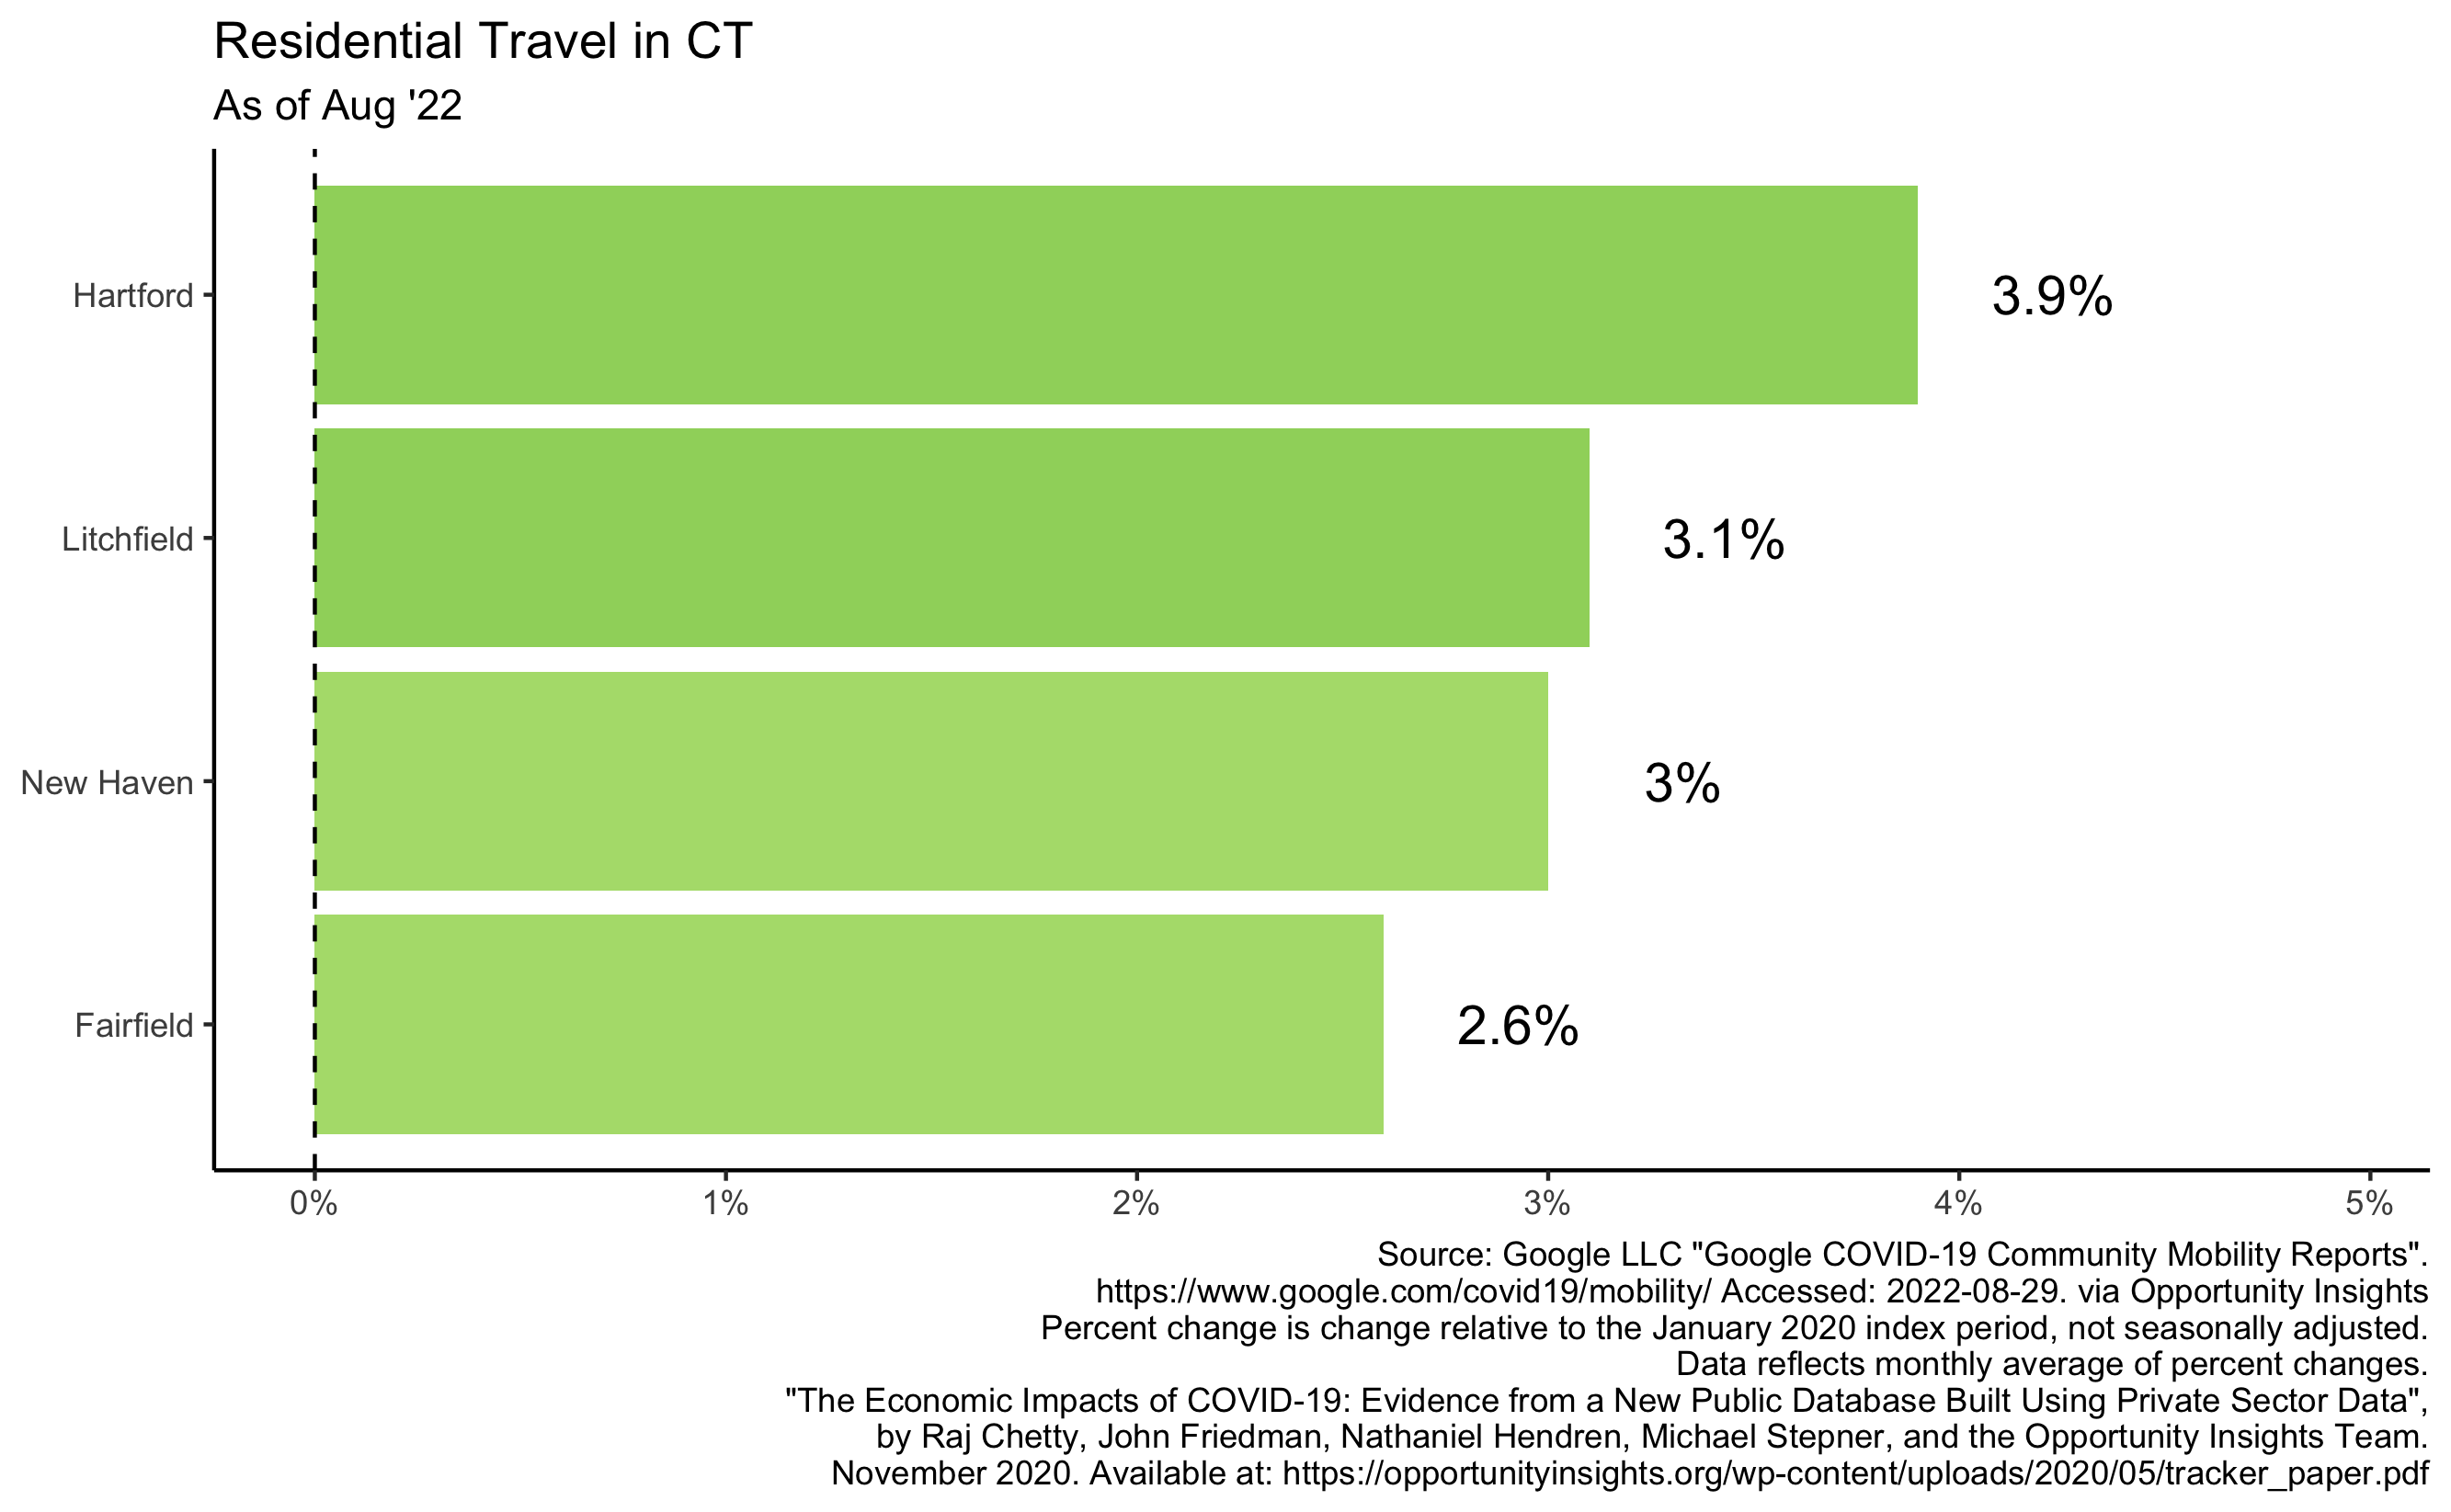 Residential Travel in CT
As of Aug '22
Hartford
3.9%
Litchfield
3.1%
New Haven
3%
Fairfield
2.6%
0% 1% 2% 3% 4% 5%
Source: Google LLC "Google COVID-19 Community Mobility Reports".
https://www.google.com/covid19/mobility/ Accessed: 2022-08-29. via Opportunity Insights
Percent change is change relative to the January 2020 index period, not seasonally adjusted.
Data reflects monthly average of percent changes.
"The Economic Impacts of COVID-19: Evidence from a New Public Database Built Using Private Sector Data",
by Raj Chetty, John Friedman, Nathaniel Hendren, Michael Stepner, and the Opportunity Insights Team.
November 2020. Available at: https://opportunityinsights.org/wp-content/uploads/2020/05/tracker_paper.pdf